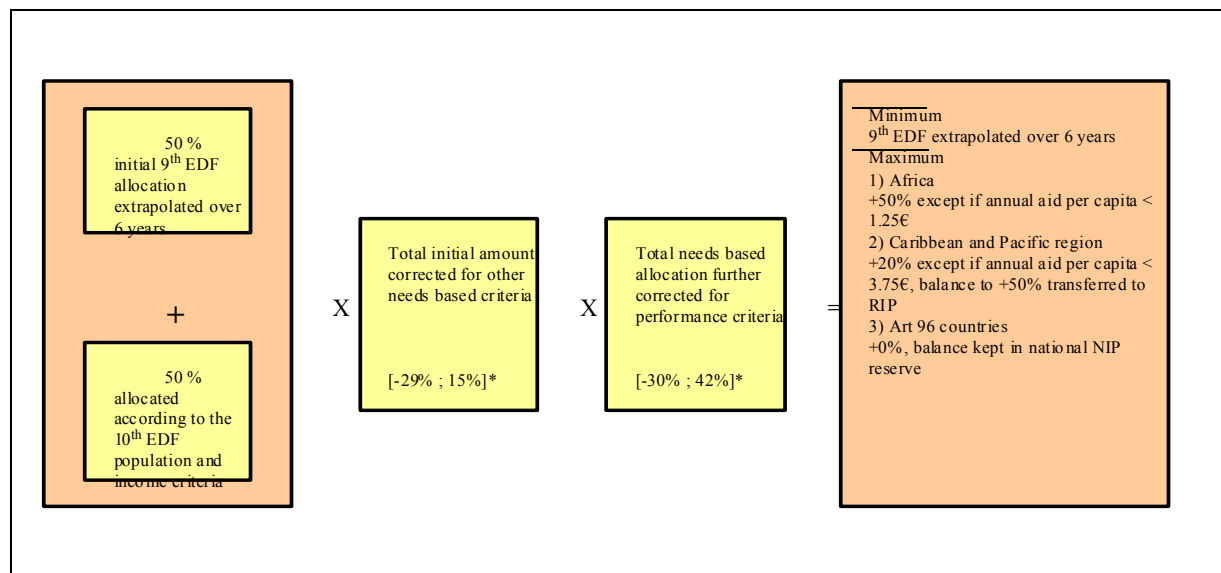 50 %
initial 9th EDF
allocation
extrapolated over
6 years
+
50 %
allocated
according to the
10th EDF
population and
income criteria
X
Total initial amount
corrected for other
needs based criteria
[-29% ; 15%]*
X
Total needs based
allocation further
corrected for
performance criteria
[-30% ; 42%]*
=
Minimum
9th EDF extrapolated over 6 years
Maximum
1) Africa
+50% except if annual aid per capita <
1.25€
2) Caribbean and Pacific region
+20% except if annual aid per capita <
3.75€, balance to +50% transferred to
RIP
3) Art 96 countries
+0%, balance kept in national NIP
reserve